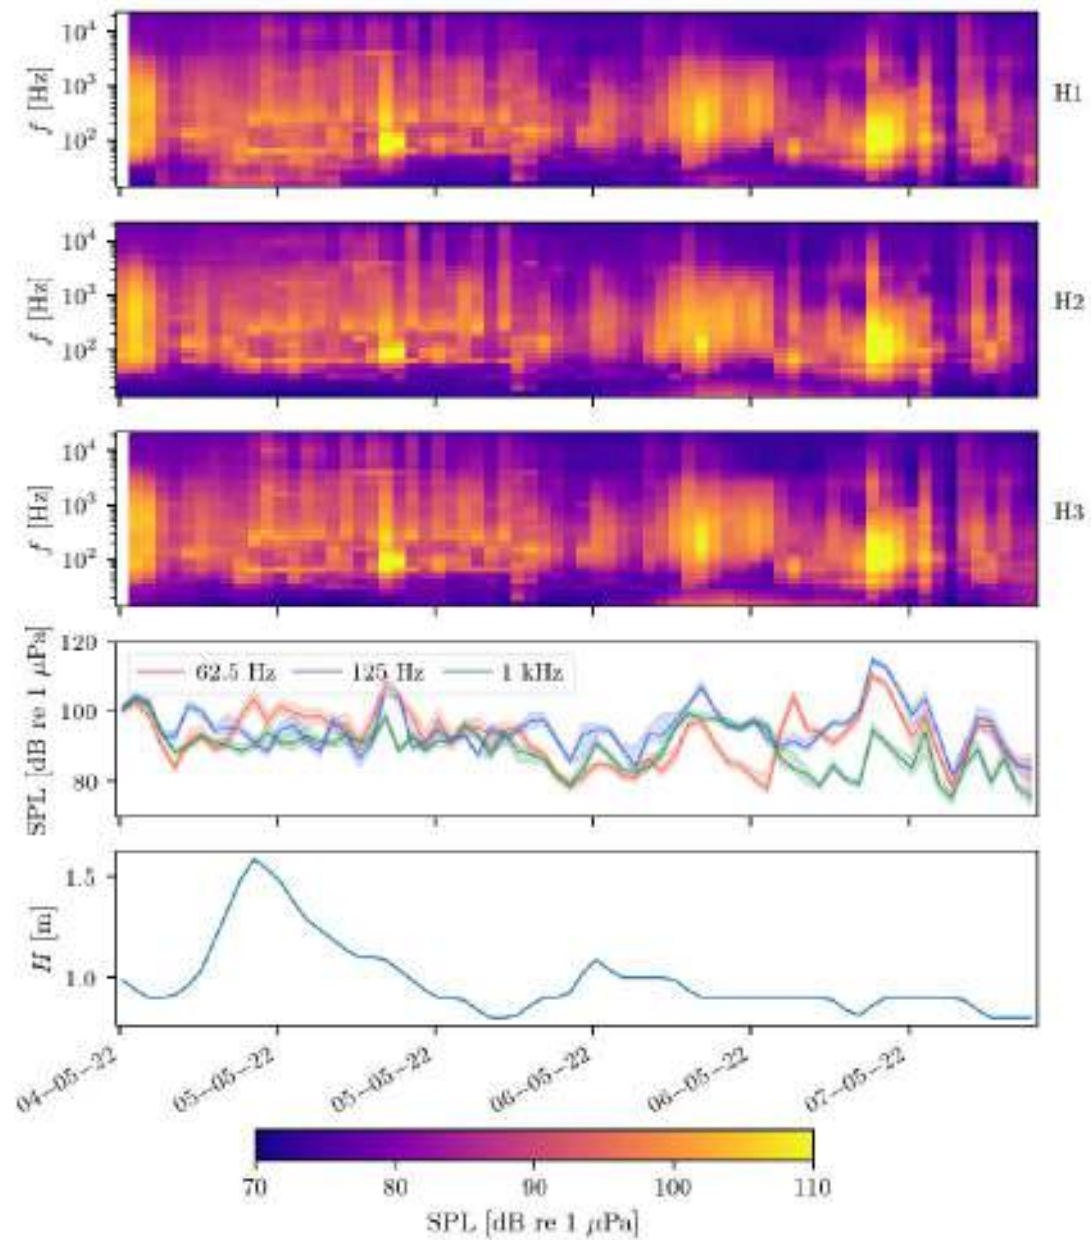 10⁴
10³
10²
f [Hz]
H1
10⁴
10³
10²
f [Hz]
H2
10⁴
10³
10²
f [Hz]
H3
120
100
80
SPL [dB re 1 μPa]
62.5 Hz 125 Hz 1 kHz
1.5
1.0
H [m]
04-05-22 05-05-22 05-05-22 06-05-22 06-05-22 07-05-22
70 80 90 100 110
SPL [dB re 1 μPa]